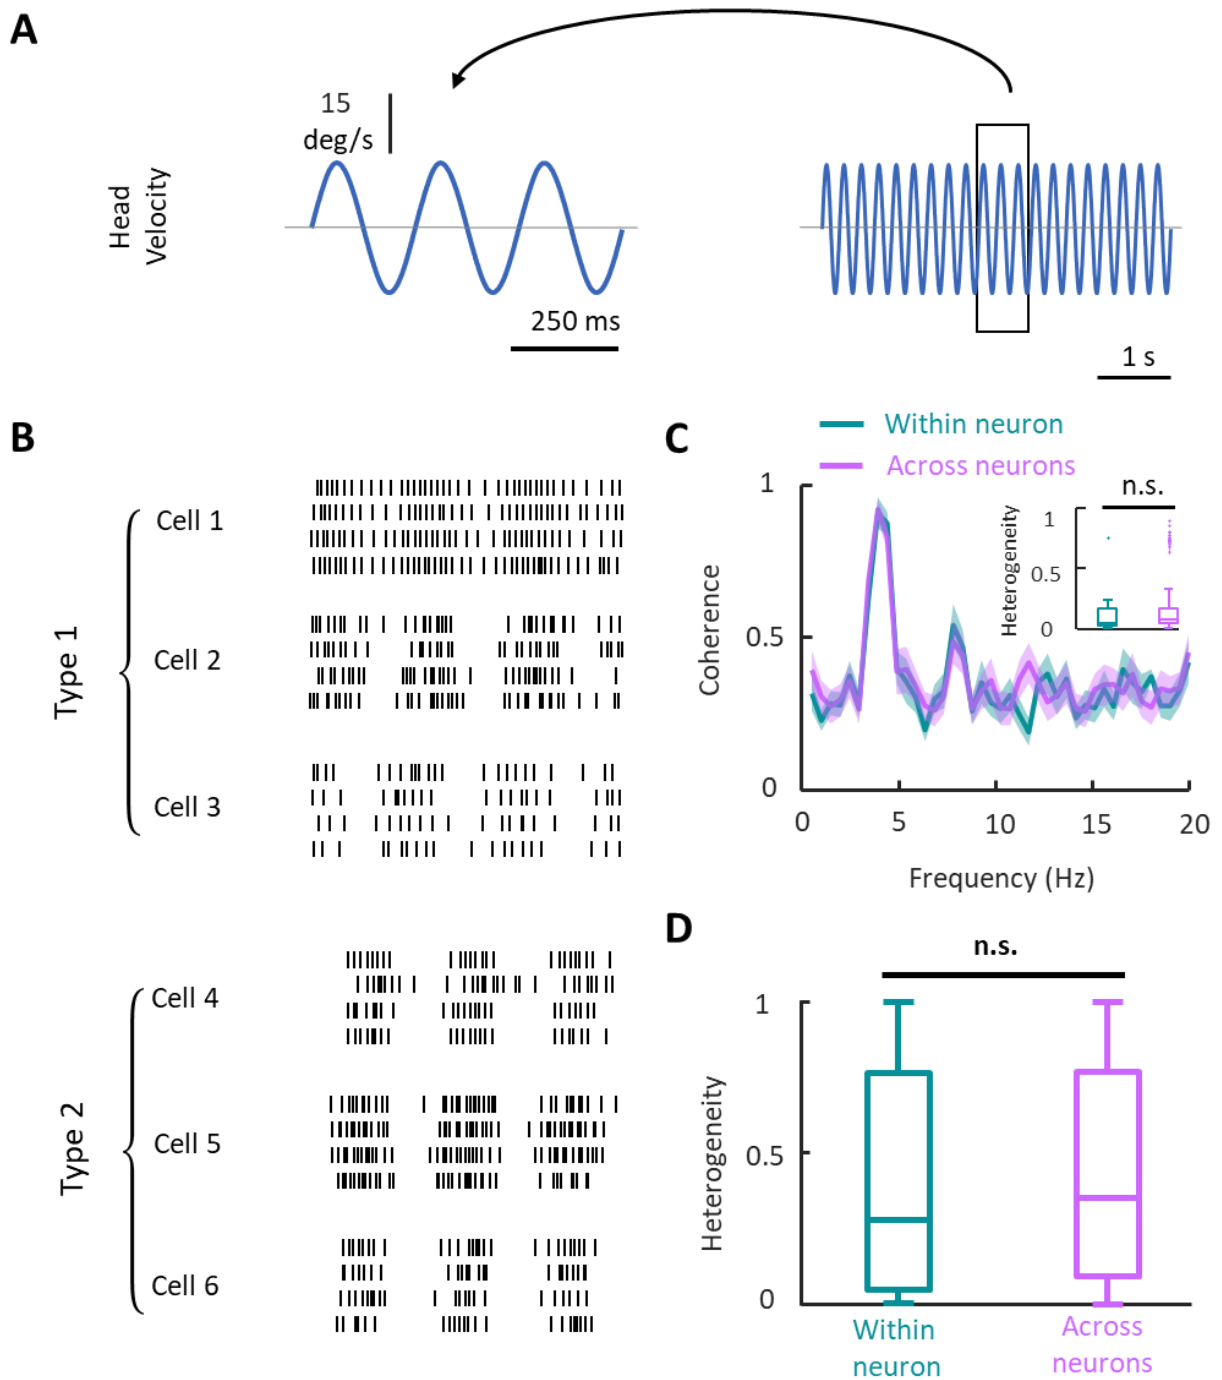 A
15
deg/s
Head
Velocity
250 ms
1 s
B
Type 1
Cell 1
Cell 2
Cell 3
Type 2
Cell 4
Cell 5
Cell 6
C
Within neuron
Across neurons
Coherence
1
0.5
0
0
5
10
15
20
Frequency (Hz)
n.s.
Heterogeneity
1
0.5
0
D
n.s.
Heterogeneity
1
0.5
0
Within
neuron
Across
neurons